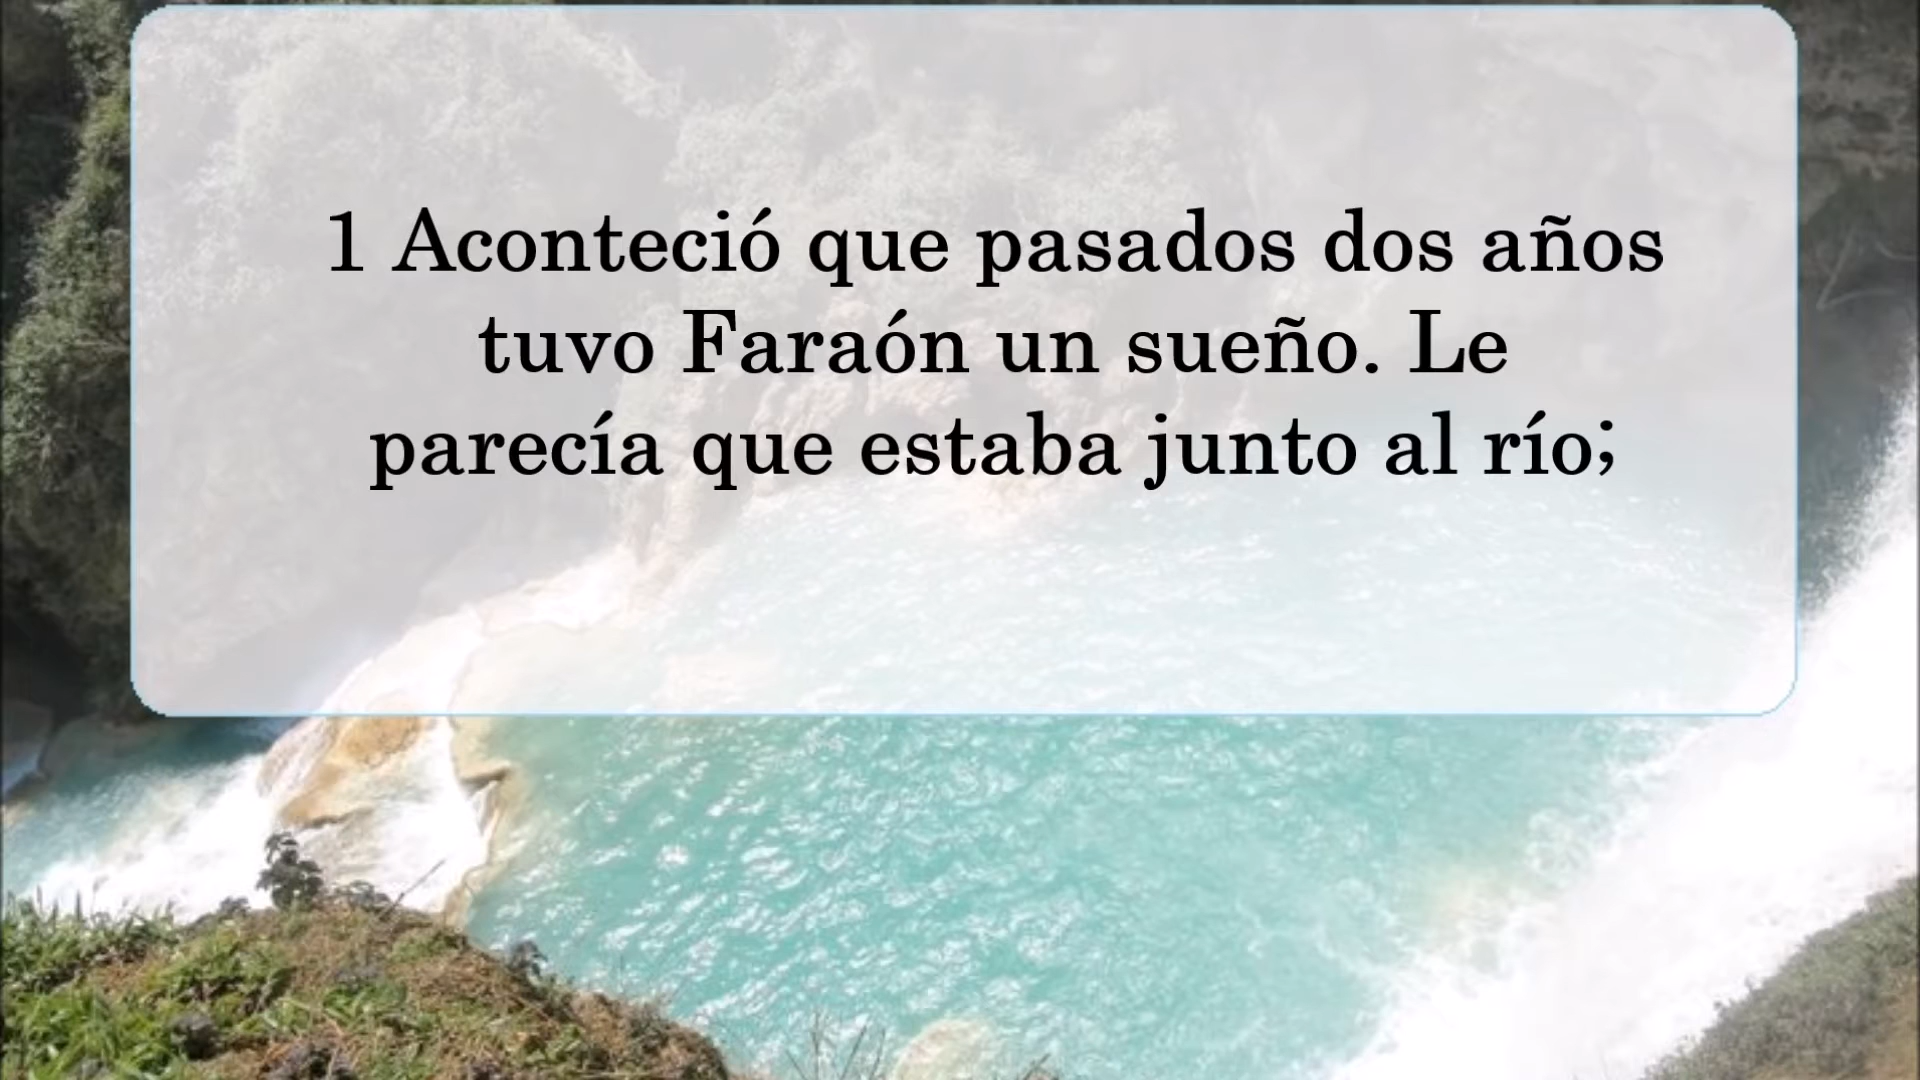 1 Aconteció que pasados dos años
tuvo Faraón un sueño. Le
parecía que estaba junto al río;